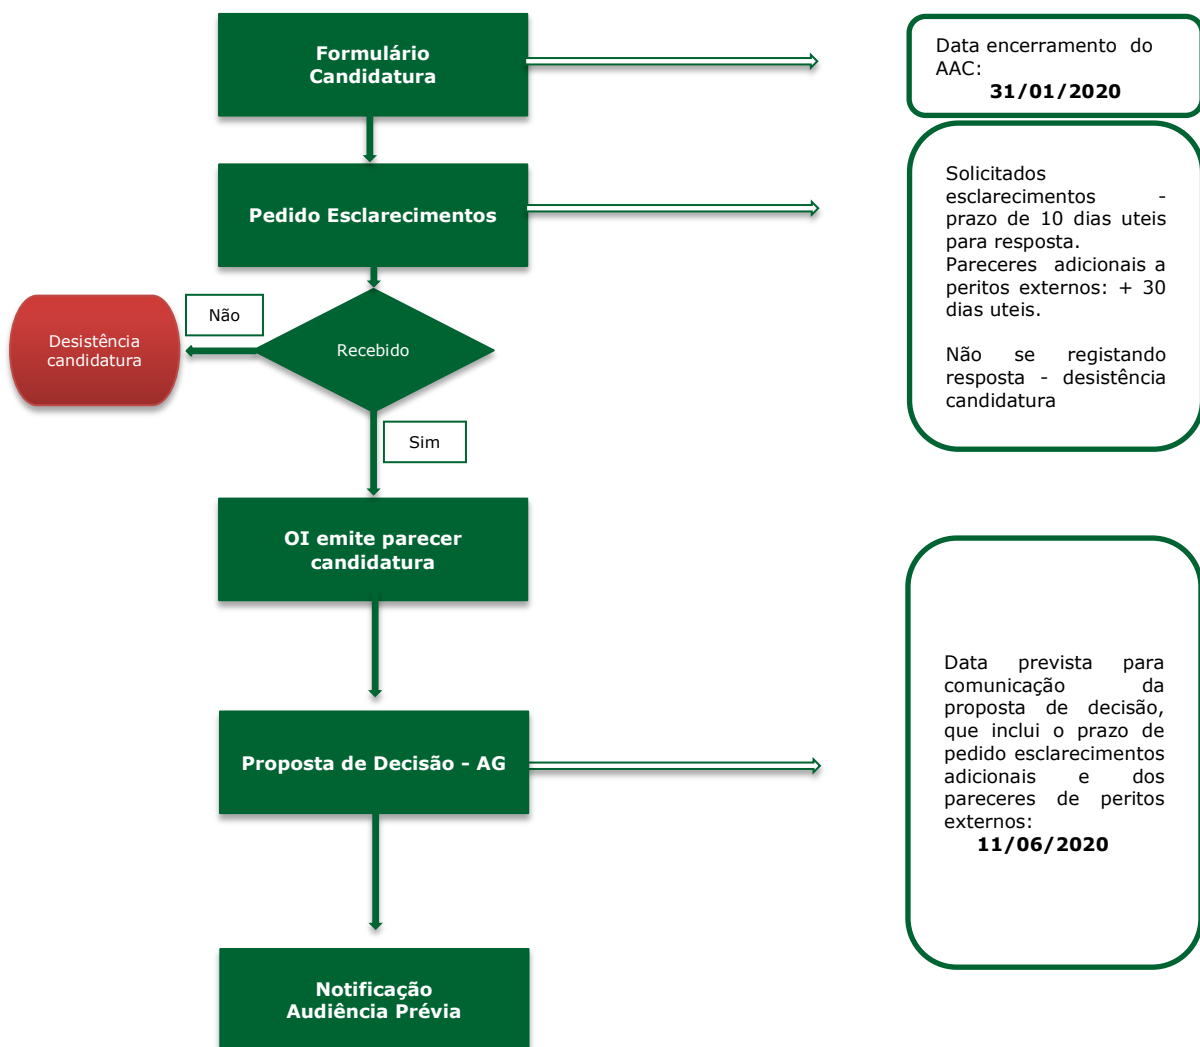 Formulário
Candidatura
Data encerramento do
AAC:
31/01/2020
Pedido Esclarecimentos
Solicitados
esclarecimentos -
prazo de 10 dias uteis
para resposta.
Pareceres adicionais a
peritos externos: + 30
dias uteis.
Não se registando
resposta - desistência
candidatura
Não
Desistência
candidatura
Recebido
Sim
OI emite parecer
candidatura
Proposta de Decisão - AG
Data prevista para
comunicação da
proposta de decisão,
que inclui o prazo de
pedido esclarecimentos
adicionais e dos
pareceres de peritos
externos:
11/06/2020
Notificação
Audiência Prévia